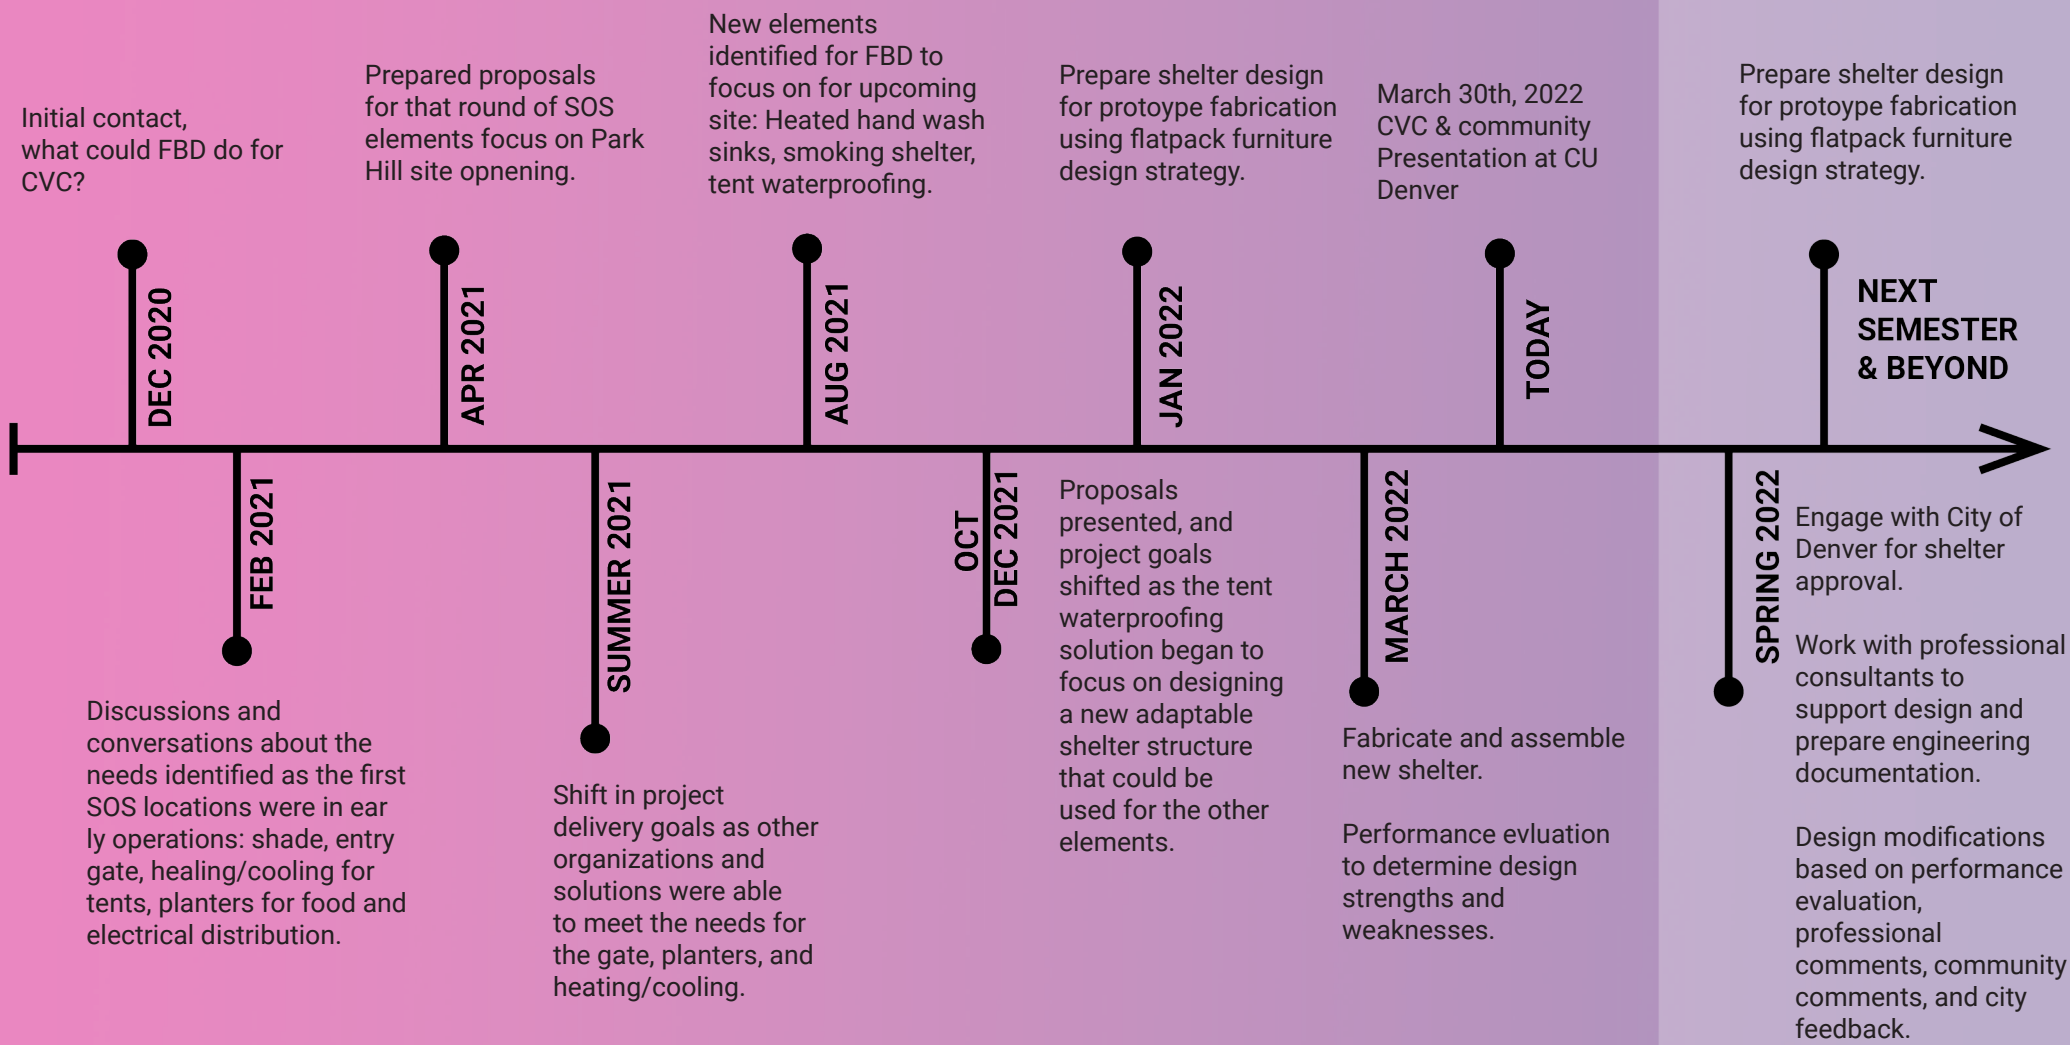 Initial contact,
what could FBD do for
CVC?
DEC 2020
Discussions and
conversations about the
needs identified as the first
SOS locations were in ear
ly operations: shade, entry
gate, healing/cooling for
tents, planters for food and
electrical distribution.
FEB 2021
Prepared proposals
for that round of SOS
elements focus on Park
Hill site opnening.
APR 2021
Shift in project
delivery goals as other
organizations and
solutions were able
to meet the needs for
the gate, planters, and
heating/cooling.
SUMMER 2021
New elements
identified for FBD to
focus on for upcoming
site: Heated hand wash
sinks, smoking shelter,
tent waterproofing.
AUG 2021
OCT
DEC 2021
Proposals
presented, and
project goals
shifted as the tent
waterproofing
solution began to
focus on designing
a new adaptable
shelter structure
that could be
used for the other
elements.
Prepare shelter design
for protoype fabrication
using flatpack furniture
design strategy.
JAN 2022
MARCH 2022
Fabricate and assemble
new shelter.
Performance evluation
to determine design
strengths and
weaknesses.
March 30th, 2022
CVC & community
Presentation at CU
Denver
TODAY
SPRING 2022
Engage with City of
Denver for shelter
approval.
Work with professional
consultants to
support design and
prepare engineering
documentation.
Design modifications
based on performance
evaluation,
professional
comments, community
comments, and city
feedback.
Prepare shelter design
for protoype fabrication
using flatpack furniture
design strategy.
NEXT
SEMESTER
& BEYOND